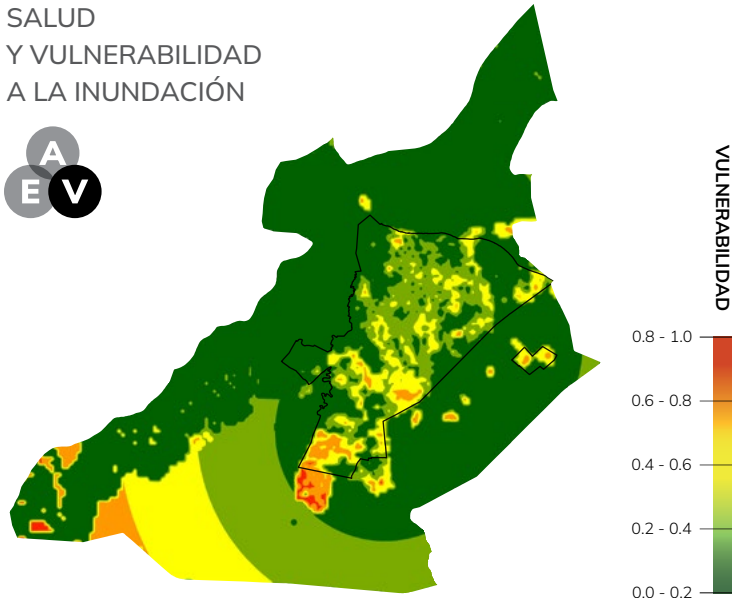 SALUD
Y VULNERABILIDAD
A LA INUNDACIÓN
A
E V
VULNERABILIDAD
0.8 - 1.0
0.6 - 0.8
0.4 - 0.6
0.2 - 0.4
0.0 - 0.2